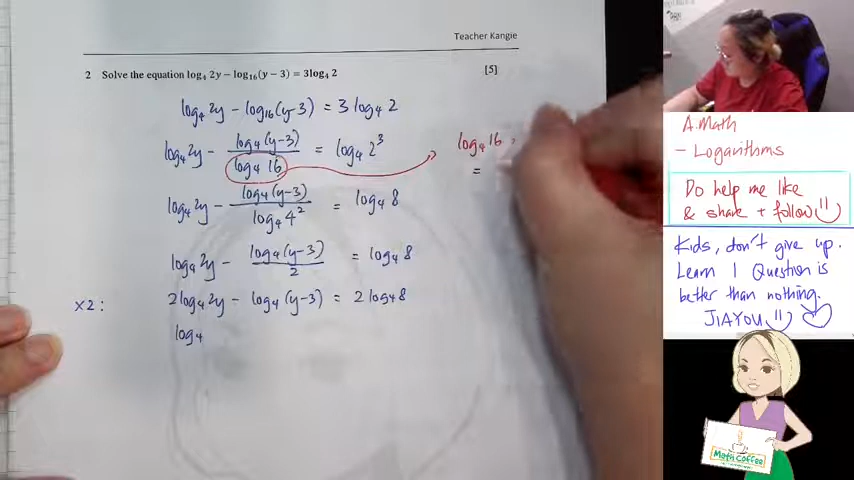 Teacher Kangie
2 Solve the equation log₄ 2y − log₁₆(y − 3) = 3log₄ 2 [5]
log₄ 2y − log₁₆(y-3) = 3 log₄ 2
log₄ 2y − log₄(y-3) / log₄ 16 = log₄ 2³
log₄ 2y − log₄(y-3) / log₄ 4² = log₄ 8
log₄ 2y − log₄(y-3) / 2 = log₄ 8
×2: 2log₄ 2y − log₄(y-3) = 2 log₄ 8
log₄
log₄ 16
=
A.Math
- Logarithms
Do help me like
& share + follow
Kids, don't give up.
Learn 1 Question is
better than nothing.
JIAYOU
Math Coffee